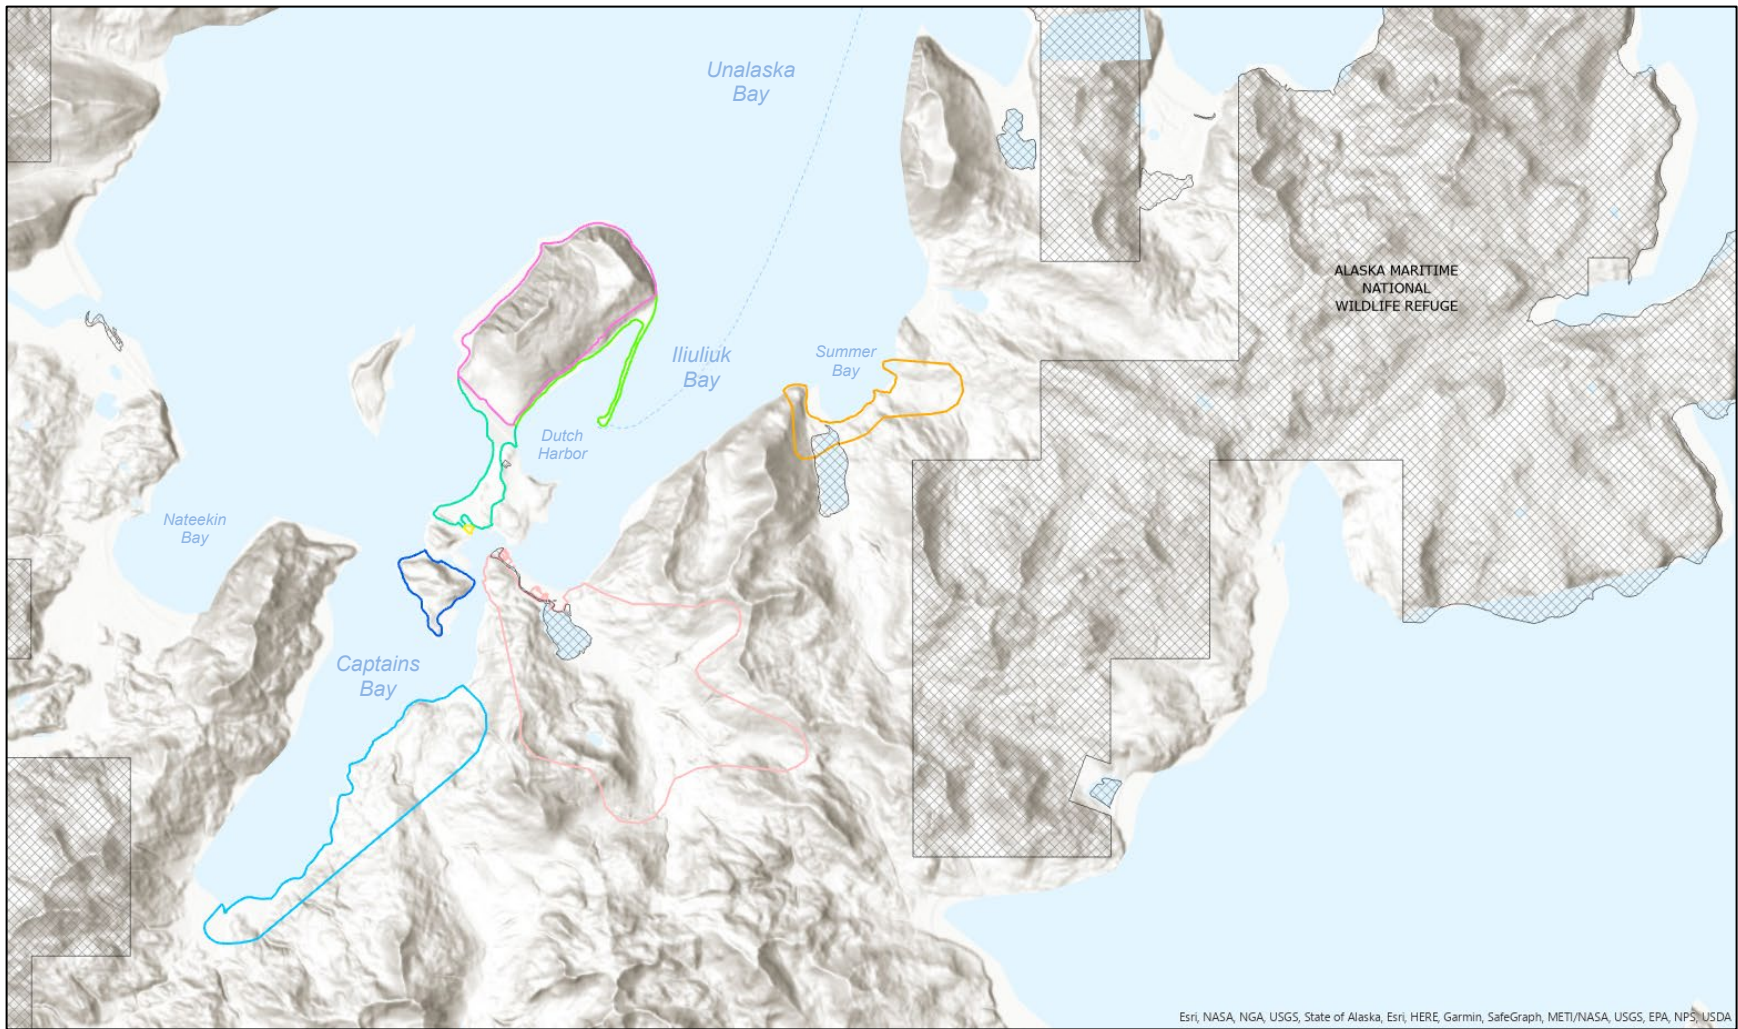 Unalaska
Bay
ALASKA MARITIME
NATIONAL
WILDLIFE REFUGE
Iliuliuk
Bay
Summer
Bay
Dutch
Harbor
Nateekin
Bay
Captains
Bay
Esri, NASA, NGA, USGS, State of Alaska, Esri, HERE, Garmin, SafeGraph, METI/NASA, USGS, EPA, NPS, USDA